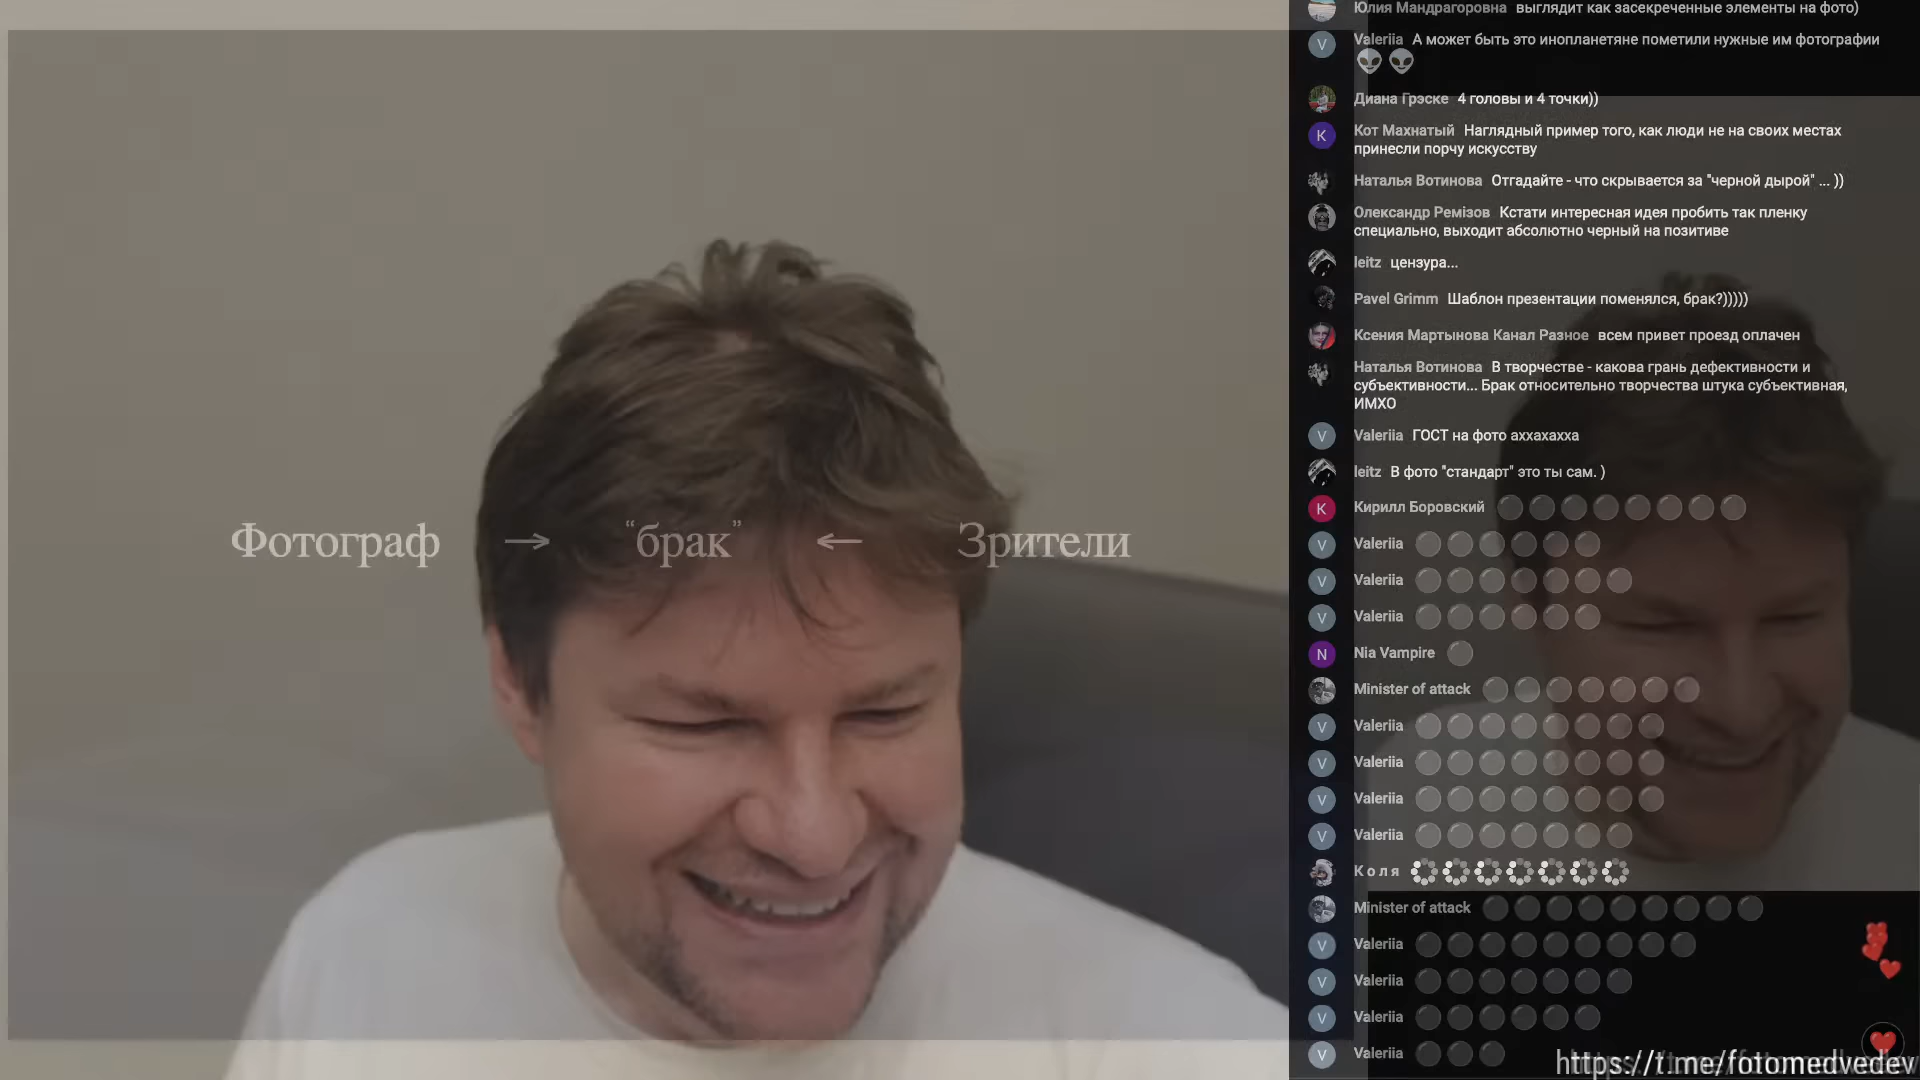 Фотограф → “брак” ← Зрители
Юлия Мандрагоровна выглядит как засекреченные элементы на фото)
V Valeriia А может быть это инопланетяне пометили нужные им фотографии
👽 👽
Диана Грэске 4 головы и 4 точки))
K Кот Махнатый Наглядный пример того, как люди не на своих местах
принесли порчу искусству
Наталья Вотинова Отгадайте - что скрывается за "черной дырой" ... ))
Олександр Ремізов Кстати интересная идея пробить так пленку
специально, выходит абсолютно черный на позитиве
leitz цензура...
Pavel Grimm Шаблон презентации поменялся, брак?)))))
Ксения Мартынова Канал Разное всем привет проезд оплачен
Наталья Вотинова В творчестве - какова грань дефективности и
субъективности... Брак относительно творчества штука субъективная,
ИМХО
V Valeriia ГОСТ на фото аххахахха
leitz В фото "стандарт" это ты сам. )
K Кирилл Боровский
V Valeriia
V Valeriia
V Valeriia
N Nia Vampire
Minister of attack
V Valeriia
V Valeriia
V Valeriia
V Valeriia
К о л я
Minister of attack
V Valeriia
V Valeriia
V Valeriia
V Valeriia
https://t.me/fotomedvedev